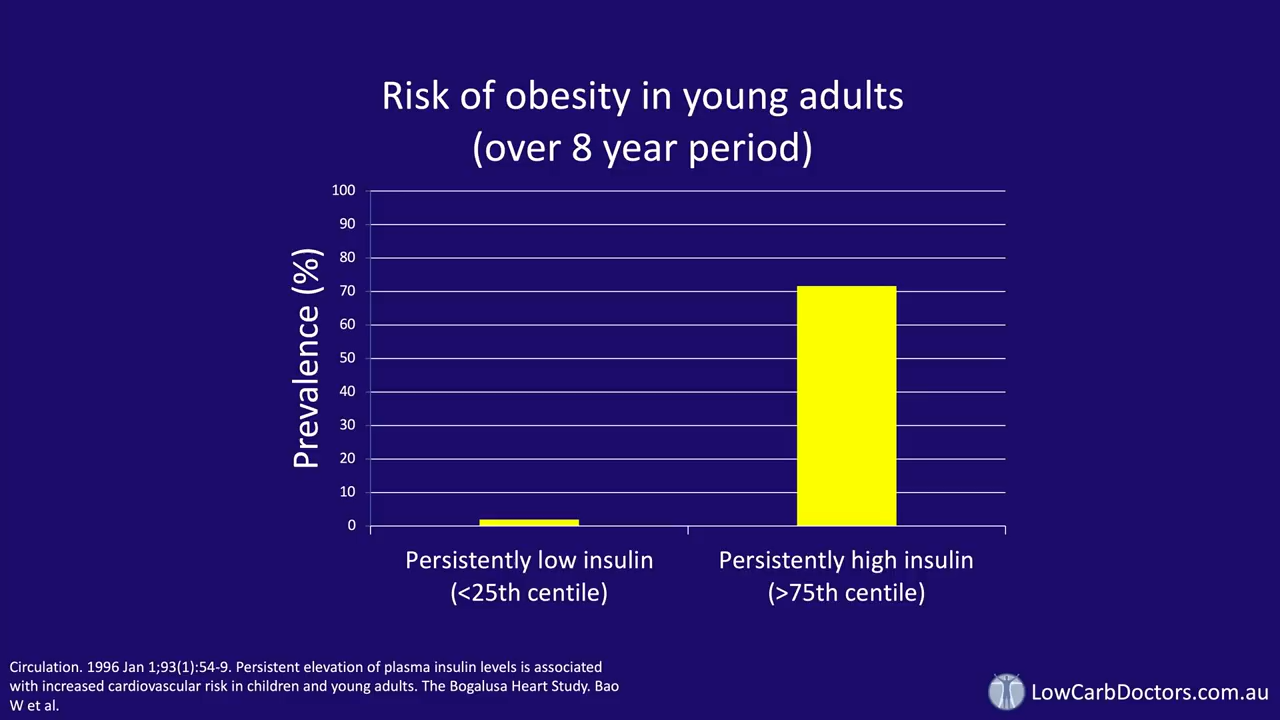 Risk of obesity in young adults
(over 8 year period)
Prevalence (%)
100
90
80
70
60
50
40
30
20
10
0
Persistently low insulin
(<25th centile)
Persistently high insulin
(>75th centile)
Circulation. 1996 Jan 1;93(1):54-9. Persistent elevation of plasma insulin levels is associated
with increased cardiovascular risk in children and young adults. The Bogalusa Heart Study. Bao
W et al.
LowCarbDoctors.com.au